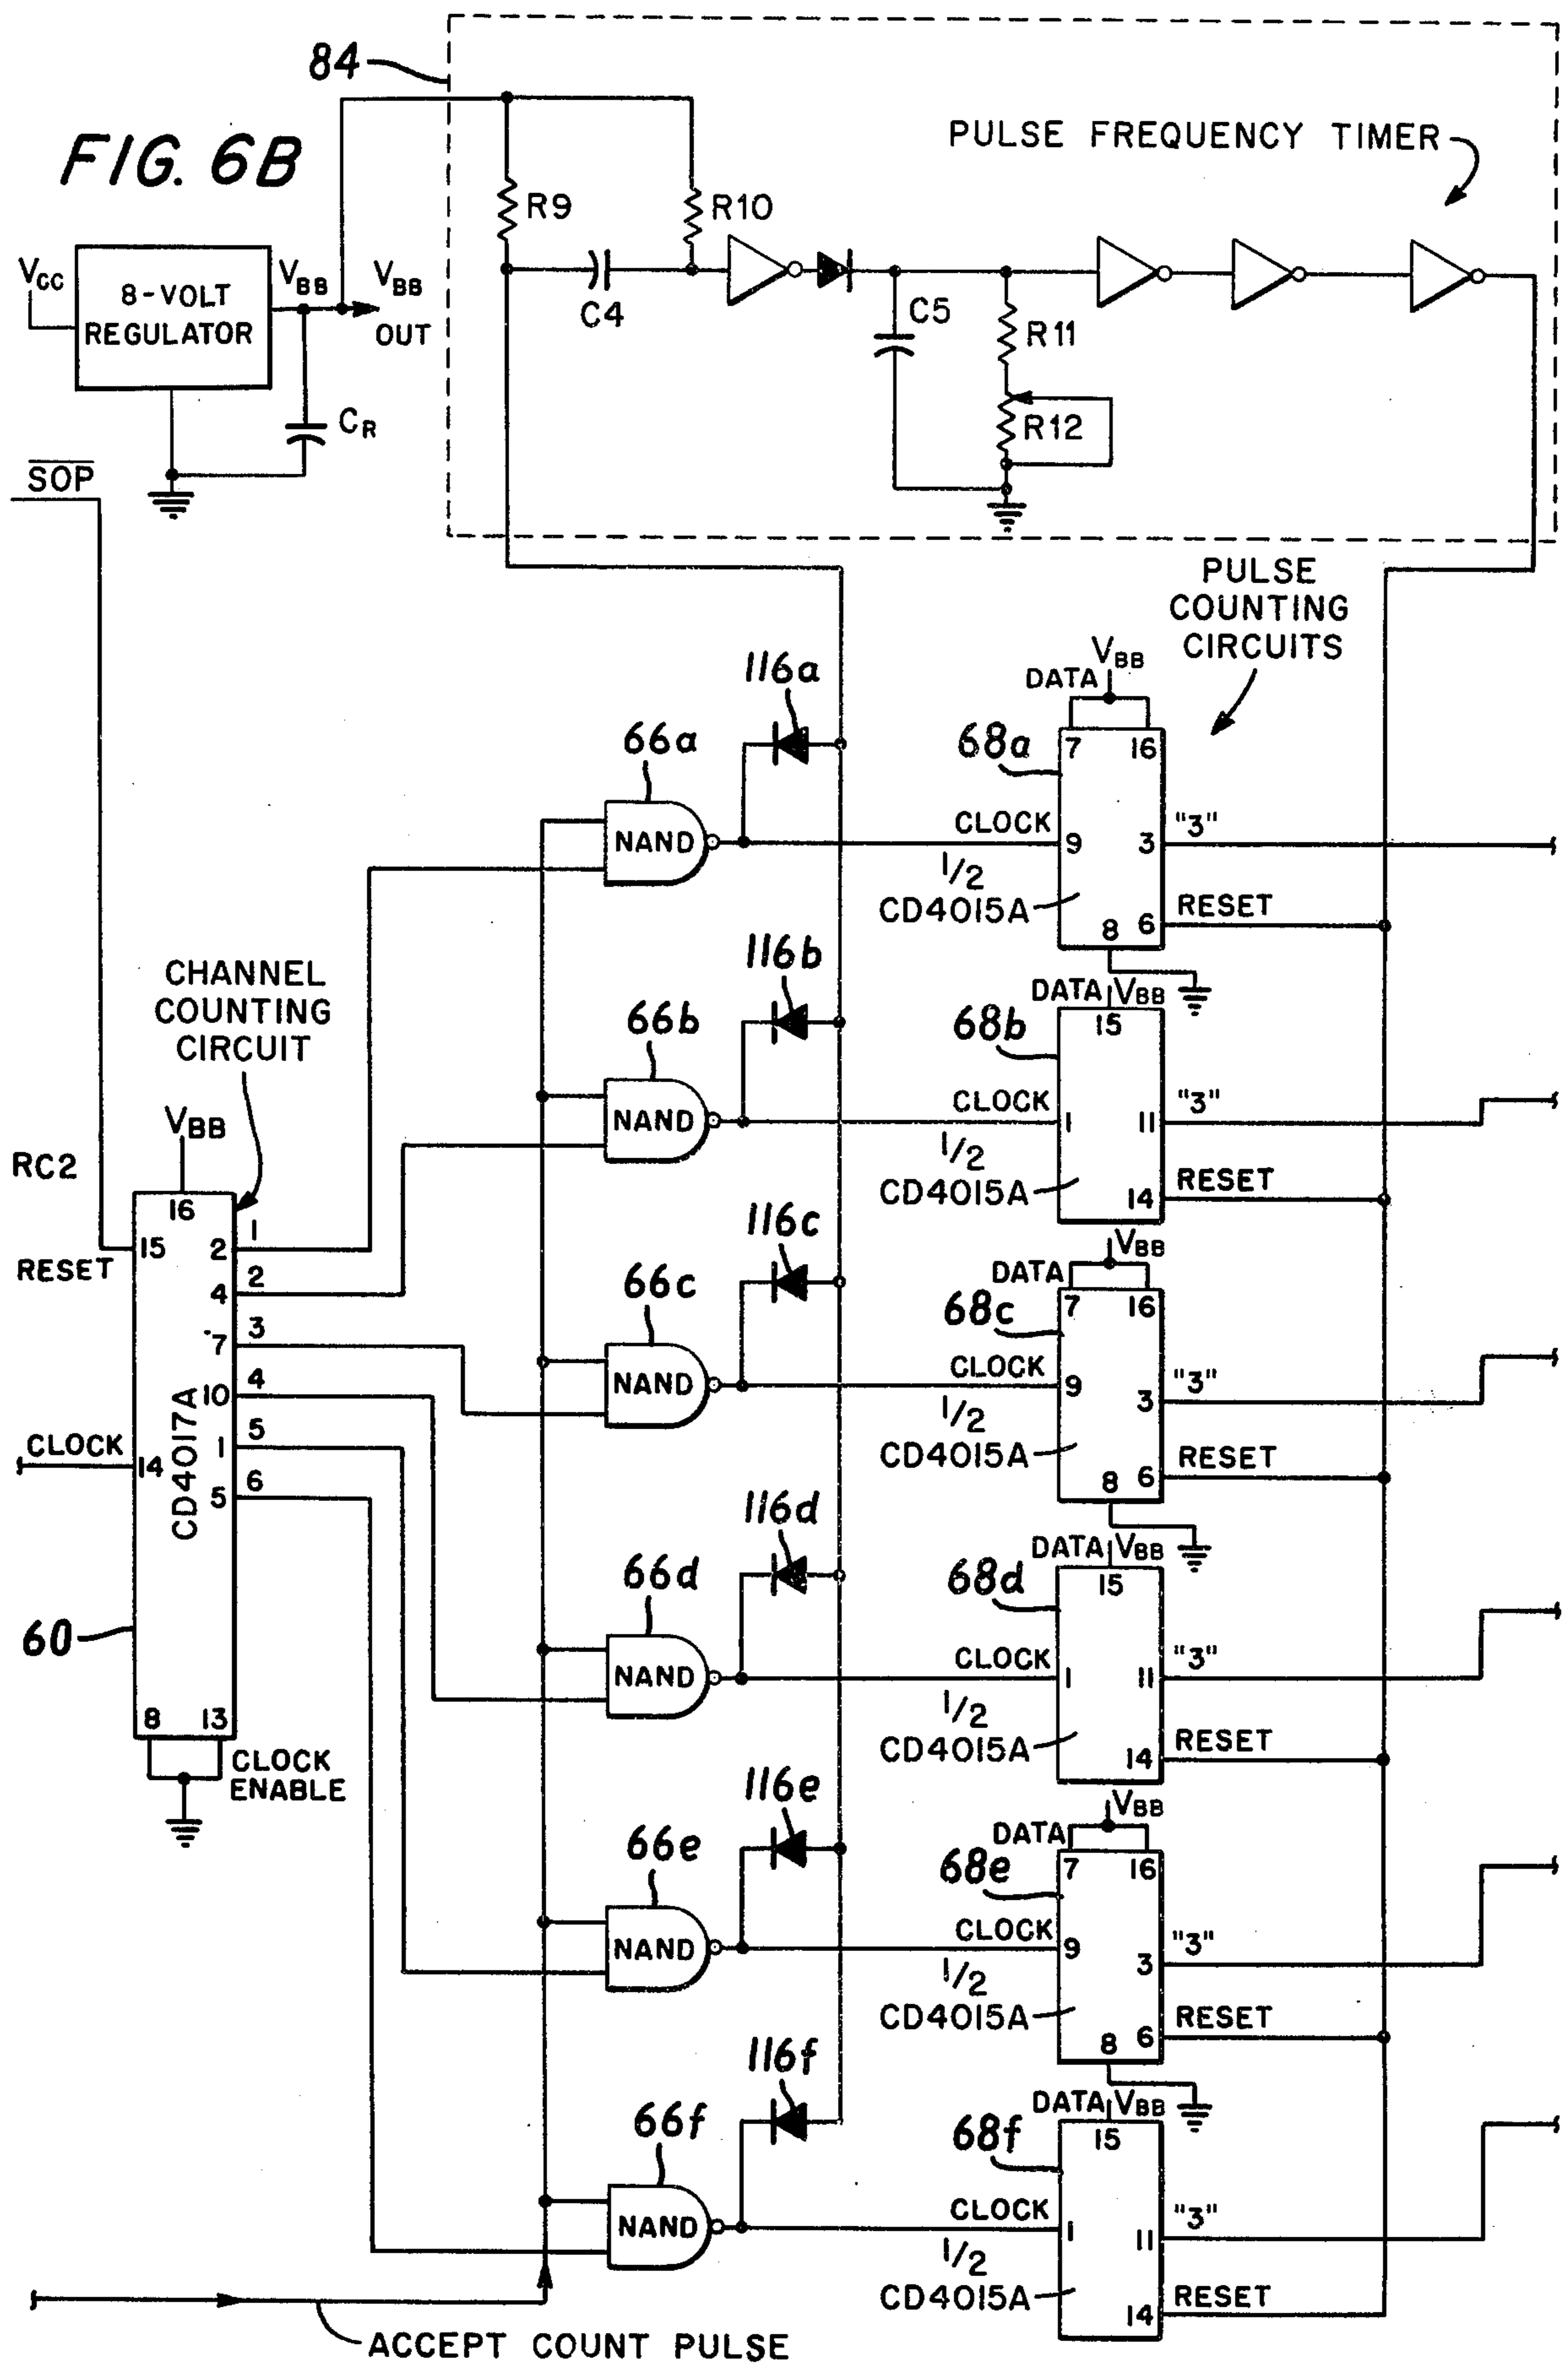 84
FIG. 6B
PULSE FREQUENCY TIMER
R9
R10
VCC
8-VOLT
REGULATOR
VBB
VBB
OUT
C4
C5
R11
R12
CR
SOP
PULSE
COUNTING
CIRCUITS
116a
66a
NAND
DATA
VBB
68a
7
16
CLOCK
9
3
"3"
1/2
CD4015A
8
6
RESET
CHANNEL
COUNTING
CIRCUIT
116b
66b
NAND
DATA
VBB
68b
15
CLOCK
1
11
"3"
1/2
CD4015A
14
RESET
VBB
RC2
16
15
RESET
2
1
4
2
7
3
10
4
1
5
5
6
CLOCK
14
CD4017A
60
8
13
CLOCK
ENABLE
116c
66c
NAND
VBB
DATA
68c
7
16
CLOCK
9
3
"3"
1/2
CD4015A
8
6
RESET
116d
66d
NAND
DATA
VBB
68d
15
CLOCK
1
11
"3"
1/2
CD4015A
14
RESET
116e
66e
NAND
VBB
DATA
68e
7
16
CLOCK
9
3
"3"
1/2
CD4015A
8
6
RESET
116f
66f
NAND
DATA
VBB
68f
15
CLOCK
1
11
"3"
1/2
CD4015A
14
RESET
ACCEPT COUNT PULSE